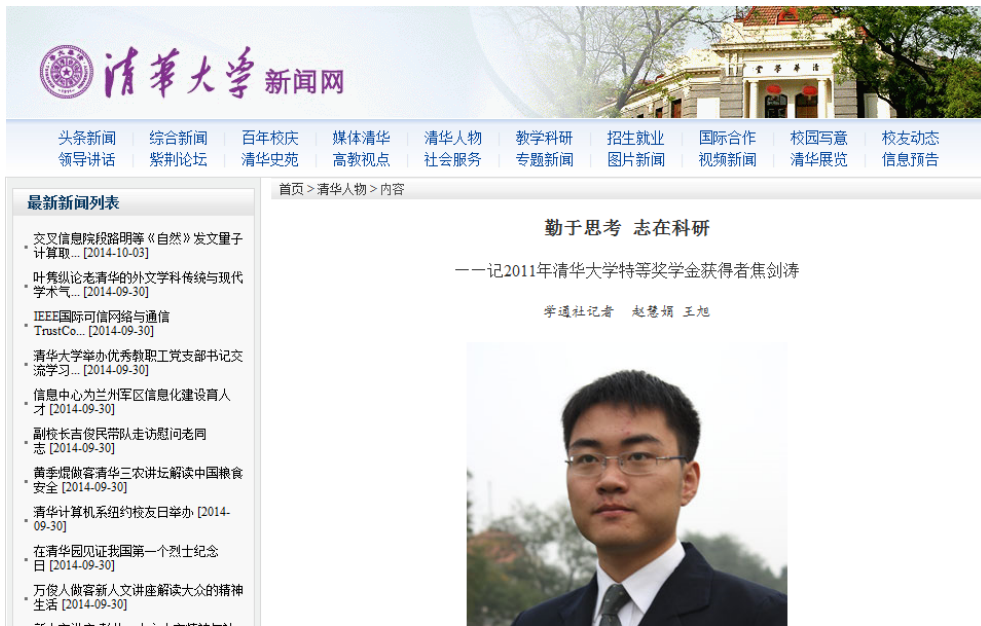 清华大学新闻网
清华学堂
头条新闻 综合新闻 百年校庆 媒体清华 清华人物 教学科研 招生就业 国际合作 校园写意 校友动态
领导讲话 紫荆论坛 清华史苑 高教视点 社会服务 专题新闻 图片新闻 视频新闻 清华展览 信息预告
首页 > 清华人物 > 内容
最新新闻列表
交叉信息院段路明等《自然》发文量子
计算取... [2014-10-03]
叶隽纵论老清华的外文学科传统与现代
学术气... [2014-09-30]
IEEE国际可信网络与通信
TrustCo... [2014-09-30]
清华大学举办优秀教职工党支部书记交
流学习... [2014-09-30]
信息中心为兰州军区信息化建设育人
才 [2014-09-30]
副校长吉俊民带队走访慰问老同
志 [2014-09-30]
黄季焜做客清华三农讲坛解读中国粮食
安全 [2014-09-30]
清华计算机系纽约校友日举办 [2014-
09-30]
在清华园见证我国第一个烈士纪念
日 [2014-09-30]
万俊人做客新人文讲座解读大众的精神
生活 [2014-09-30]
勤于思考 志在科研
——记2011年清华大学特等奖学金获得者焦剑涛
学通社记者 赵慧娟 王旭